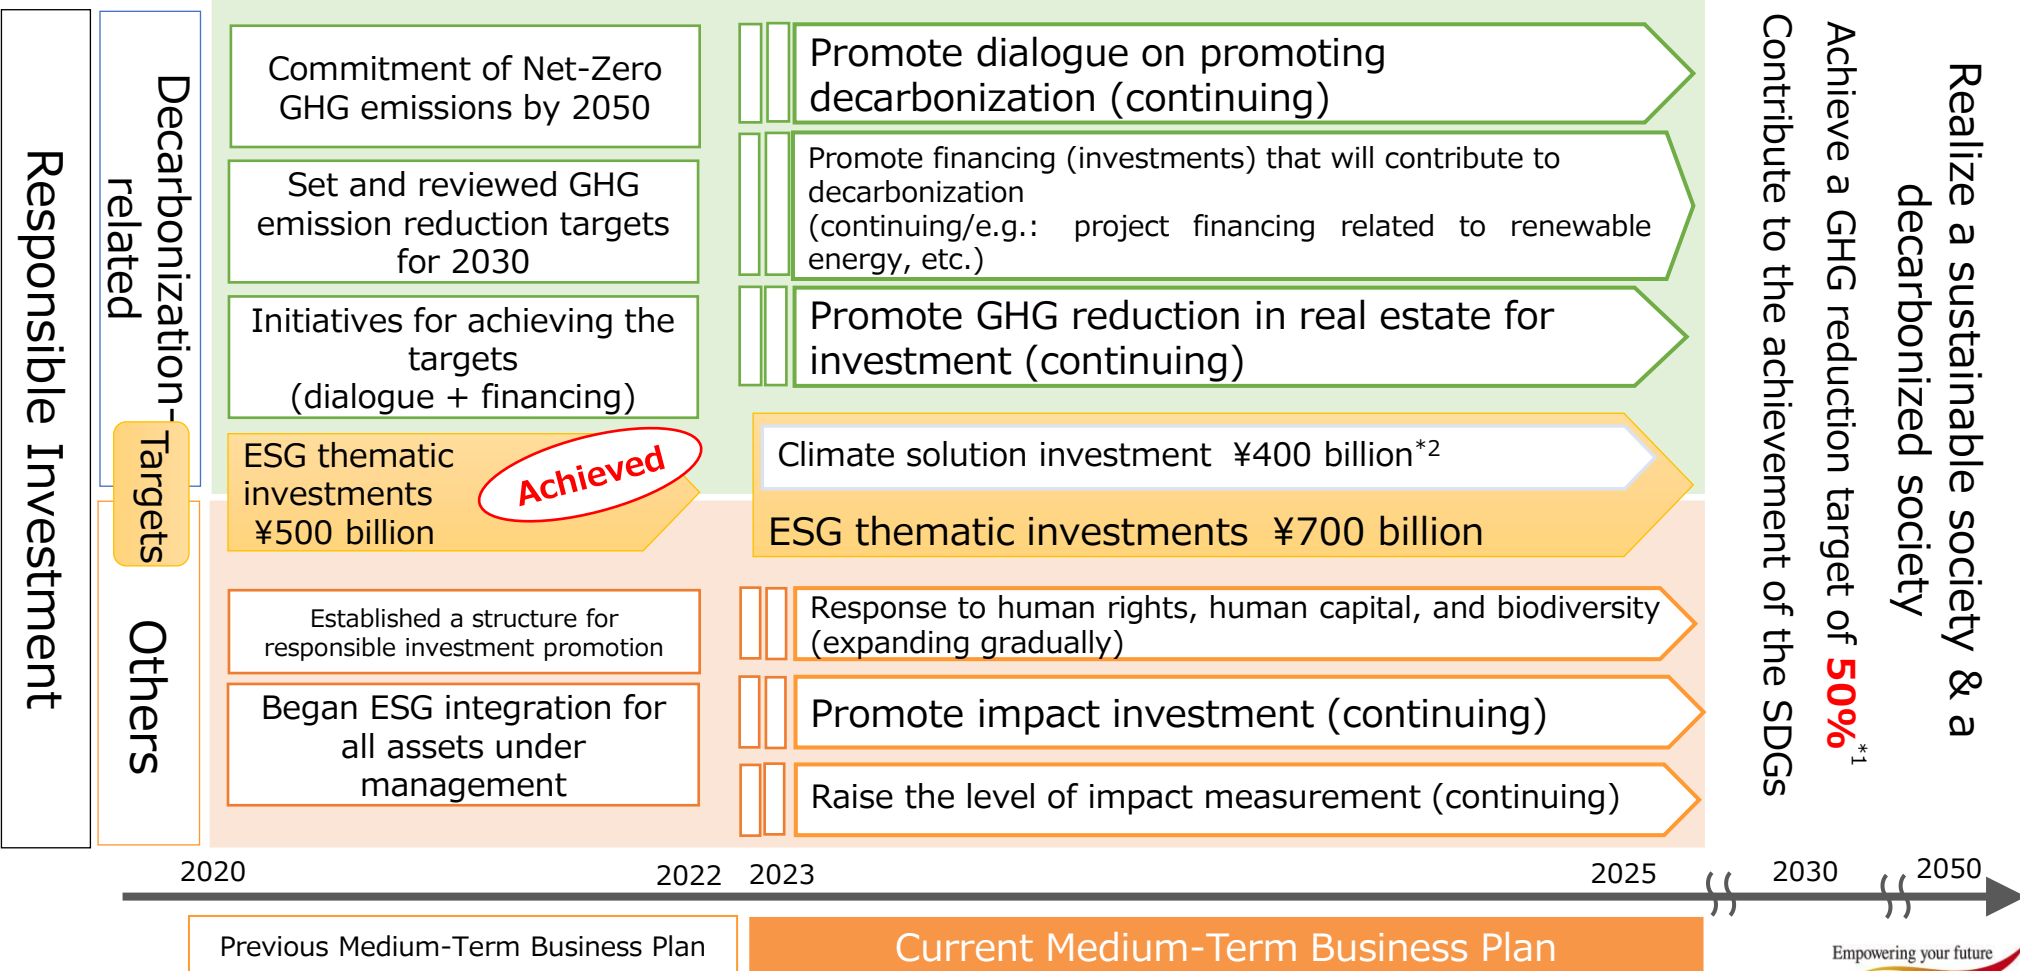 Responsible Investment
Decarbonization-
related
Targets
Others
Commitment of Net-Zero
GHG emissions by 2050
Set and reviewed GHG
emission reduction targets
for 2030
Initiatives for achieving the
targets
(dialogue + financing)
ESG thematic
investments
¥500 billion
Achieved
Established a structure for
responsible investment promotion
Began ESG integration for
all assets under
management
Promote dialogue on promoting
decarbonization (continuing)
Promote financing (investments) that will contribute to
decarbonization
(continuing/e.g.: project financing related to renewable
energy, etc.)
Promote GHG reduction in real estate for
investment (continuing)
Climate solution investment ¥400 billion*2
ESG thematic investments ¥700 billion
Response to human rights, human capital, and biodiversity
(expanding gradually)
Promote impact investment (continuing)
Raise the level of impact measurement (continuing)
Achieve a GHG reduction target of 50%*1
Contribute to the achievement of the SDGs
Realize a sustainable society & a
decarbonized society
2020
2022
2023
2025
2030
2050
Previous Medium-Term Business Plan
Current Medium-Term Business Plan
Empowering your future